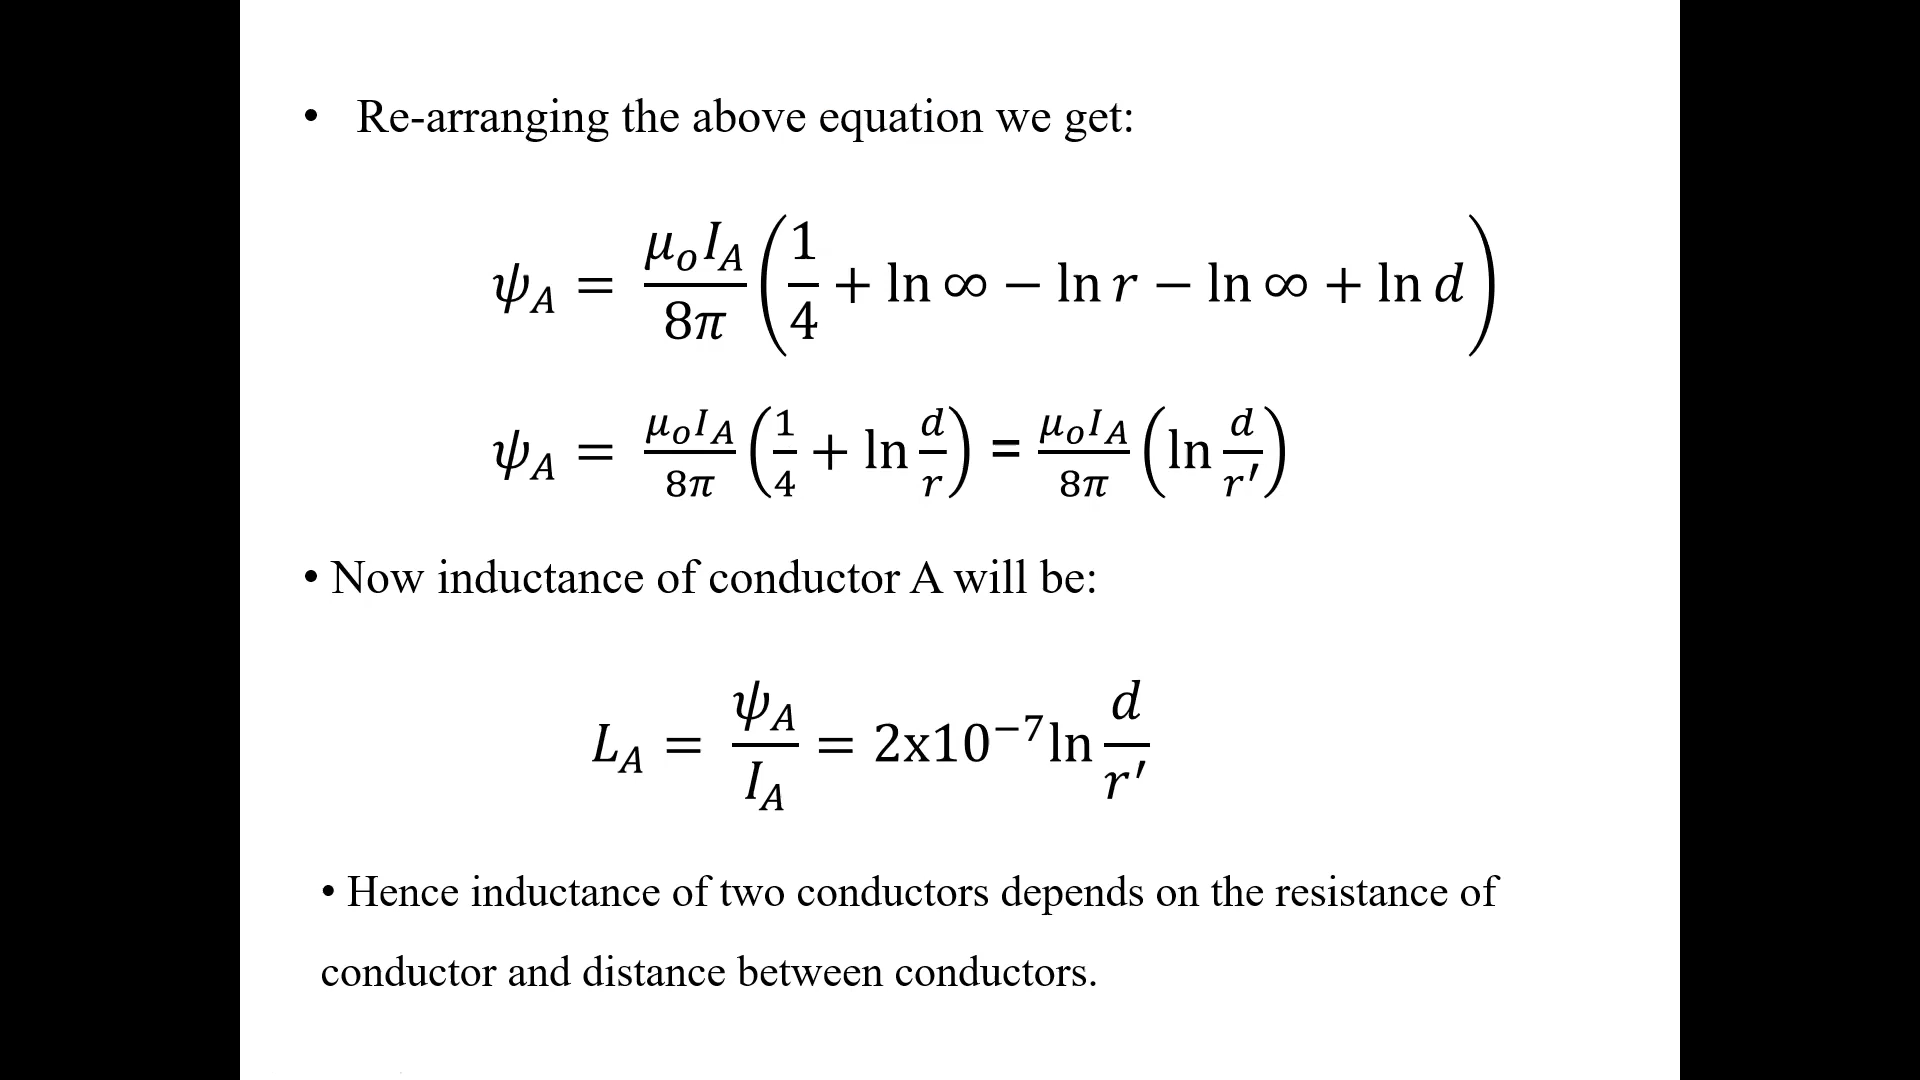 • Re-arranging the above equation we get:
ψ_A = μ_o I_A / 8π (1/4 + ln ∞ − ln r − ln ∞ + ln d)
ψ_A = μ_o I_A / 8π (1/4 + ln d/r) = μ_o I_A / 8π (ln d/r′)
• Now inductance of conductor A will be:
L_A = ψ_A / I_A = 2x10⁻⁷ ln d/r′
• Hence inductance of two conductors depends on the resistance of
conductor and distance between conductors.